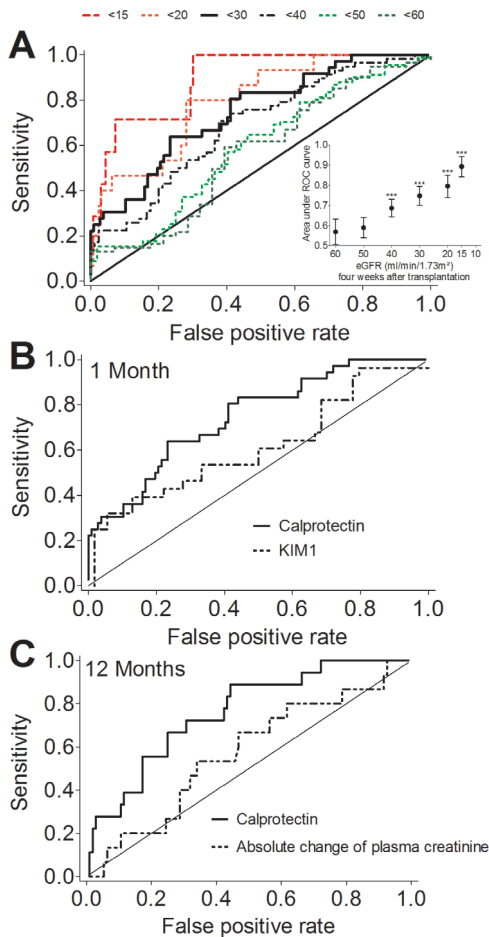 <15 <20 <30 <40 <50 <60
A
Sensitivity
1.0
0.8
0.6
0.4
0.2
0.0
0.0 0.2 0.4 0.6 0.8 1.0
False positive rate
Area under ROC curve
1.0
0.9
0.8
0.7
0.6
0.5
*** *** *** ***
60 50 40 30 20 15 10
eGFR (ml/min/1.73m²)
four weeks after transplantation
B
1 Month
Sensitivity
1.0
0.8
0.6
0.4
0.2
0.0
Calprotectin
KIM1
0.0 0.2 0.4 0.6 0.8 1.0
False positive rate
C
12 Months
Sensitivity
1.0
0.8
0.6
0.4
0.2
0.0
Calprotectin
Absolute change of plasma creatinine
0.0 0.2 0.4 0.6 0.8 1.0
False positive rate